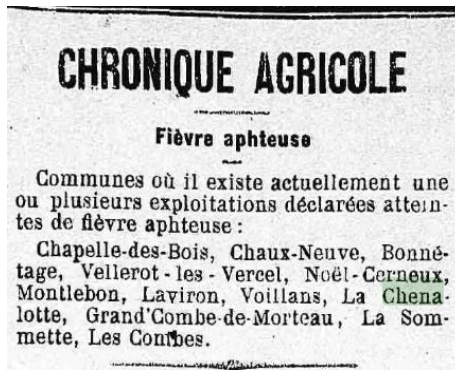 CHRONIQUE AGRICOLE
Fièvre aphteuse
Communes où il existe actuellement une
ou plusieurs exploitations déclarées attein-
tes de fièvre aphteuse :
Chapelle-des-Bois, Chaux-Neuve, Bonné-
tage, Vellerot-les-Vercel, Noël-Cerneux,
Montlebon, Laviron, Voillans, La Chena-
lotte, Grand'Combe-de-Morteau, La Som-
mette, Les Combes.